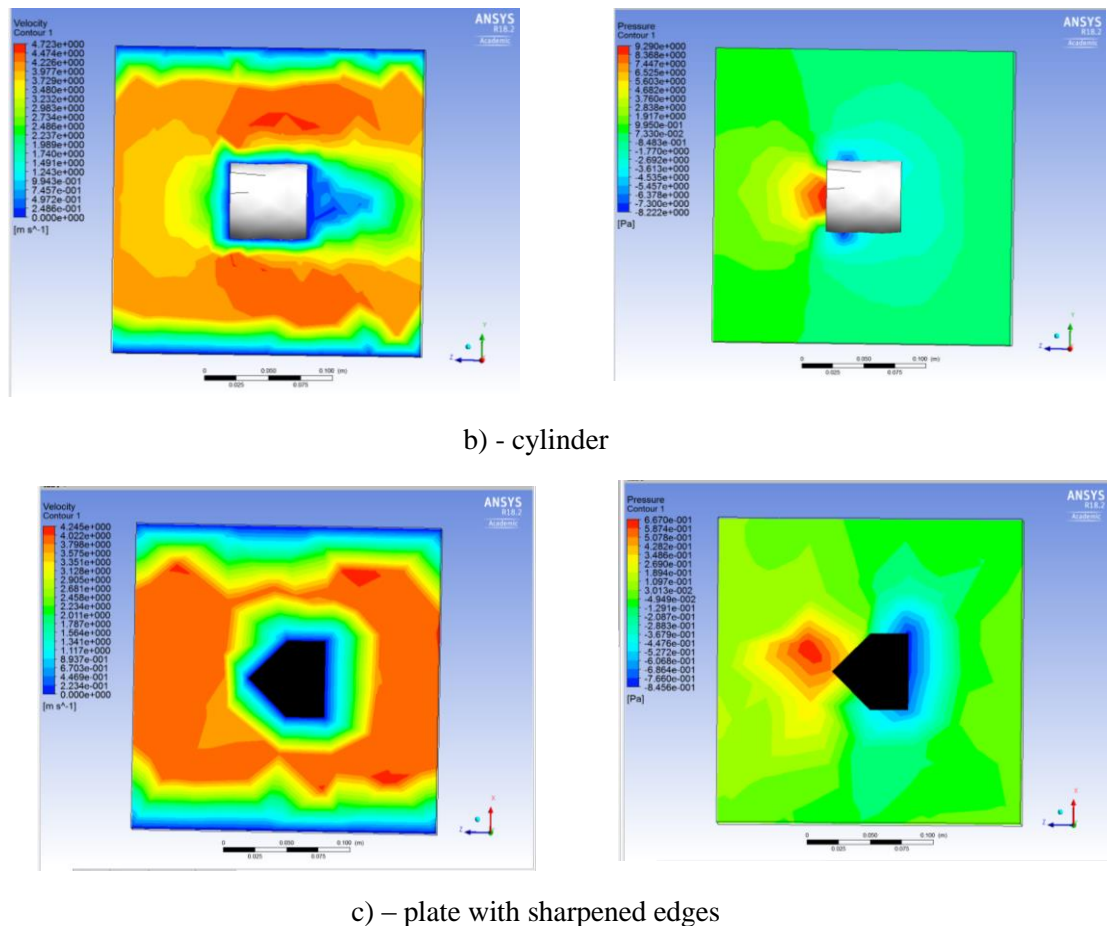 Velocity
Contour 1
4.723e+000
4.474e+000
4.226e+000
3.977e+000
3.729e+000
3.480e+000
3.232e+000
2.983e+000
2.734e+000
2.486e+000
2.237e+000
1.989e+000
1.740e+000
1.491e+000
1.243e+000
9.943e-001
7.457e-001
4.972e-001
2.486e-001
0.000e+000
[m s^-1]
ANSYS
R18.2
Academic
Y
Z
0 0.050 0.100 (m)
0.025 0.075
Pressure
Contour 1
9.290e+000
8.368e+000
7.447e+000
6.525e+000
5.603e+000
4.682e+000
3.760e+000
2.838e+000
1.917e+000
9.950e-001
7.330e-002
-8.483e-001
-1.770e+000
-2.692e+000
-3.613e+000
-4.535e+000
-5.457e+000
-6.378e+000
-7.300e+000
-8.222e+000
[Pa]
ANSYS
R18.2
Academic
Y
Z
0 0.050 0.100 (m)
0.025 0.075
b) - cylinder
Velocity
Contour 1
4.245e+000
4.022e+000
3.798e+000
3.575e+000
3.351e+000
3.128e+000
2.905e+000
2.681e+000
2.458e+000
2.234e+000
2.011e+000
1.787e+000
1.564e+000
1.341e+000
1.117e+000
8.937e-001
6.703e-001
4.469e-001
2.234e-001
0.000e+000
[m s^-1]
ANSYS
R18.2
Academic
X
Z
0 0.050 0.100 (m)
0.025 0.075
Pressure
Contour 1
6.670e-001
5.874e-001
5.078e-001
4.282e-001
3.486e-001
2.690e-001
1.894e-001
1.097e-001
3.013e-002
-4.949e-002
-1.291e-001
-2.087e-001
-2.883e-001
-3.679e-001
-4.476e-001
-5.272e-001
-6.068e-001
-6.864e-001
-7.660e-001
-8.456e-001
[Pa]
ANSYS
R18.2
Academic
X
Z
0 0.050 0.100 (m)
0.025 0.075
c) – plate with sharpened edges